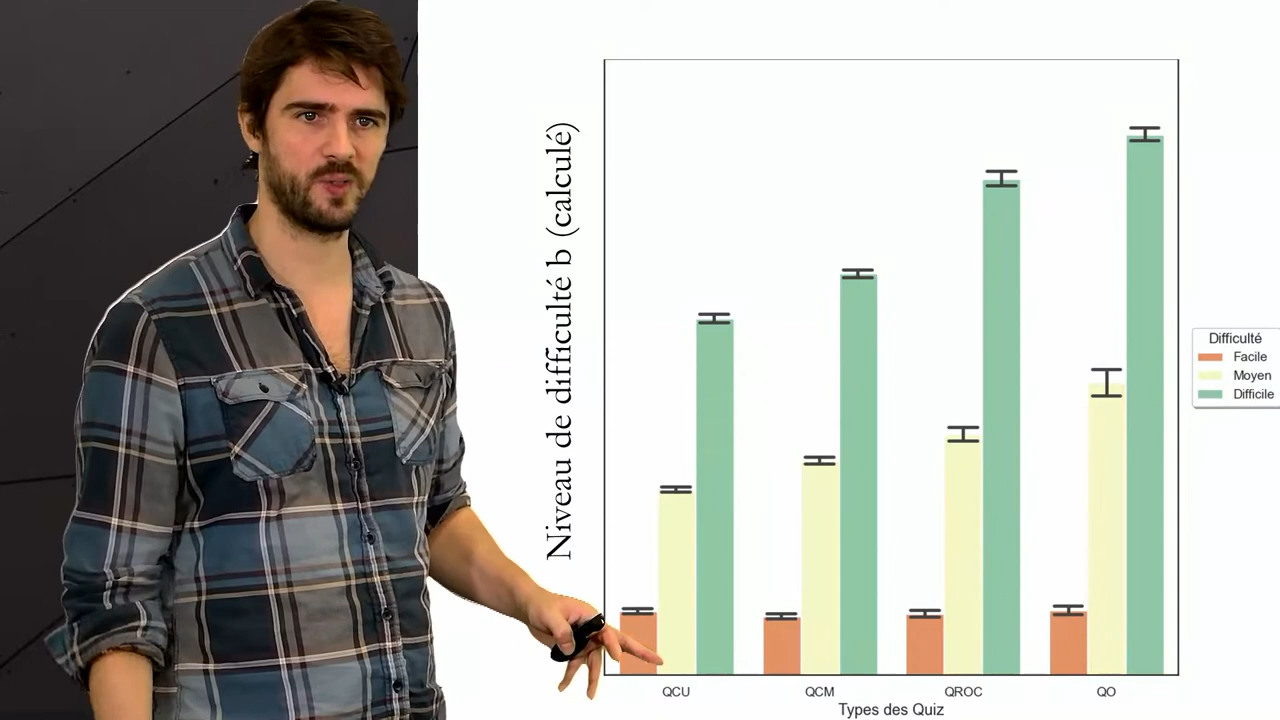 Niveau de difficulté b (calculé)
Difficulté
Facile
Moyen
Difficile
QCU
QCM
QROC
QO
Types des Quiz